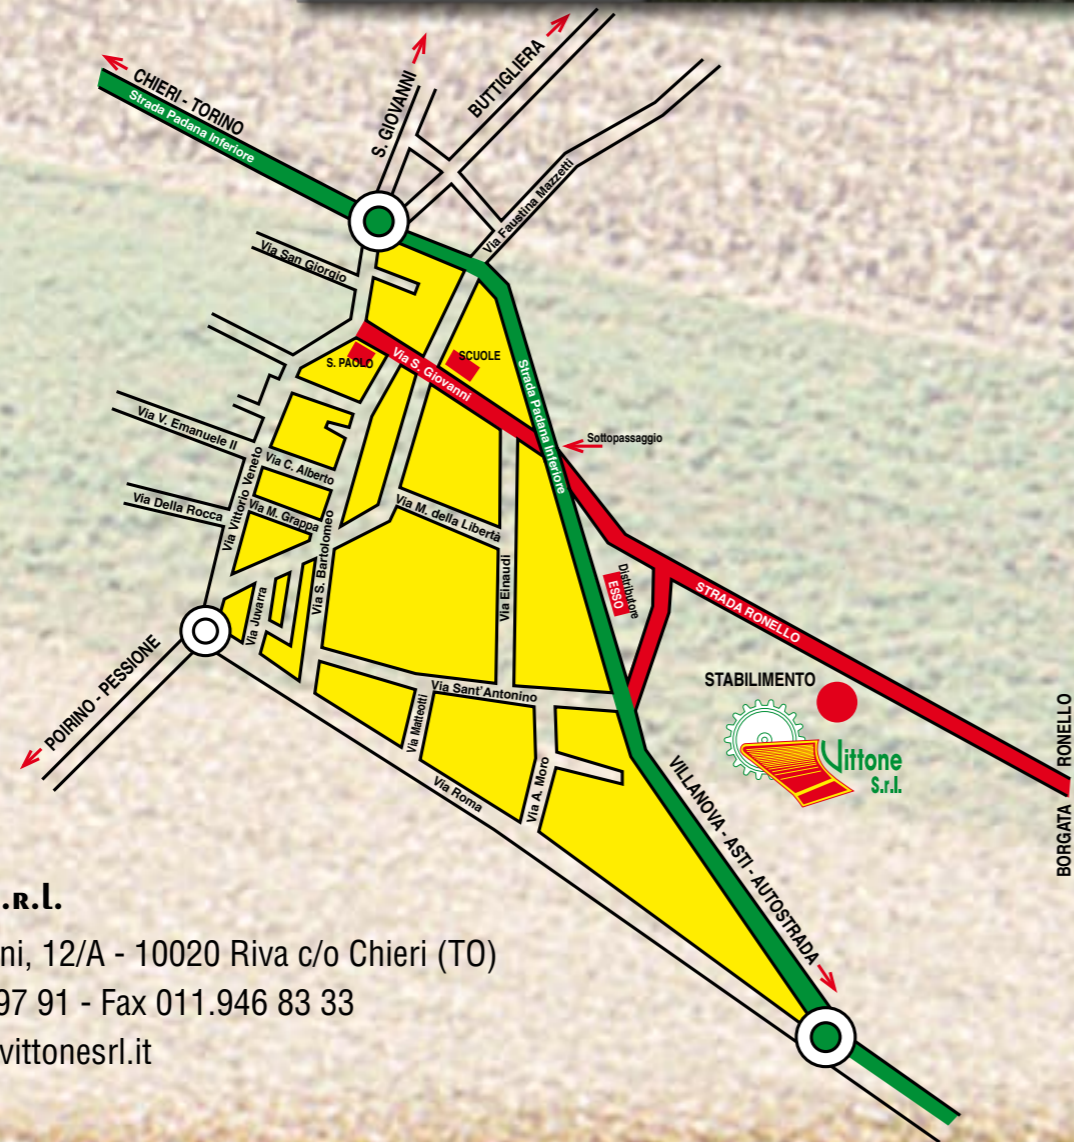 BUTTIGLIERA
S. GIOVANNI
CHIERI - TORINO
Strada Padana Inferiore
Via Faustina Mazzetti
Via San Giorgio
S. PAOLO
Via S. Giovanni
SCUOLE
Strada Padana Inferiore
Sottopassaggio
Via V. Emanuele II
Via C. Alberto
Via Vittorio Veneto
Via Della Rocca
Via M. Grappa
Via S. Bartolomeo
Via M. della Libertà
Via Einaudi
Via Juvarra
Distributore
ESSO
STRADA RONELLO
POIRINO - PESSIONE
Via Sant'Antonino
Via Matteotti
Via Roma
Via A. Moro
STABILIMENTO
Vittone
S.r.l.
VILLANOVA - ASTI - AUTOSTRADA
BORGATA RONELLO
.R.L.
ni, 12/A - 10020 Riva c/o Chieri (TO)
97 91 - Fax 011.946 83 33
vittonesrl.it